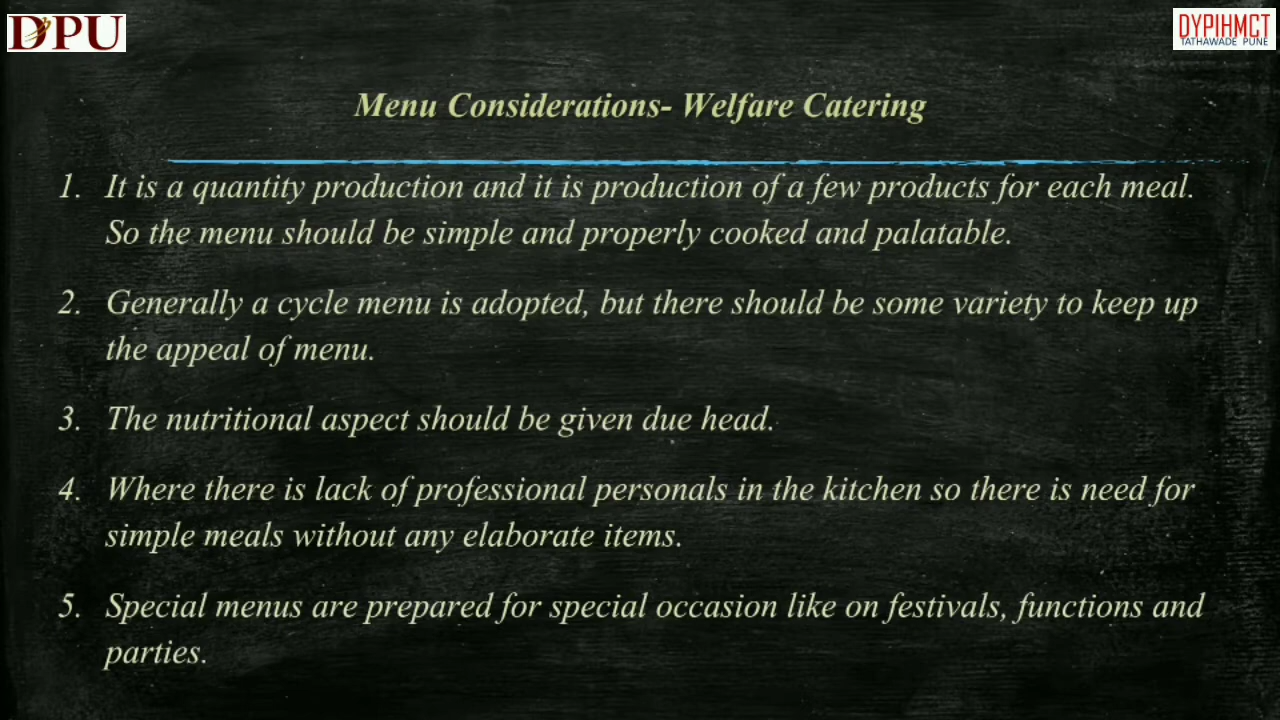 DPU
DYPIHMCT
TATHAWADE PUNE
Menu Considerations- Welfare Catering
1. It is a quantity production and it is production of a few products for each meal.
So the menu should be simple and properly cooked and palatable.
2. Generally a cycle menu is adopted, but there should be some variety to keep up
the appeal of menu.
3. The nutritional aspect should be given due head.
4. Where there is lack of professional personals in the kitchen so there is need for
simple meals without any elaborate items.
5. Special menus are prepared for special occasion like on festivals, functions and
parties.